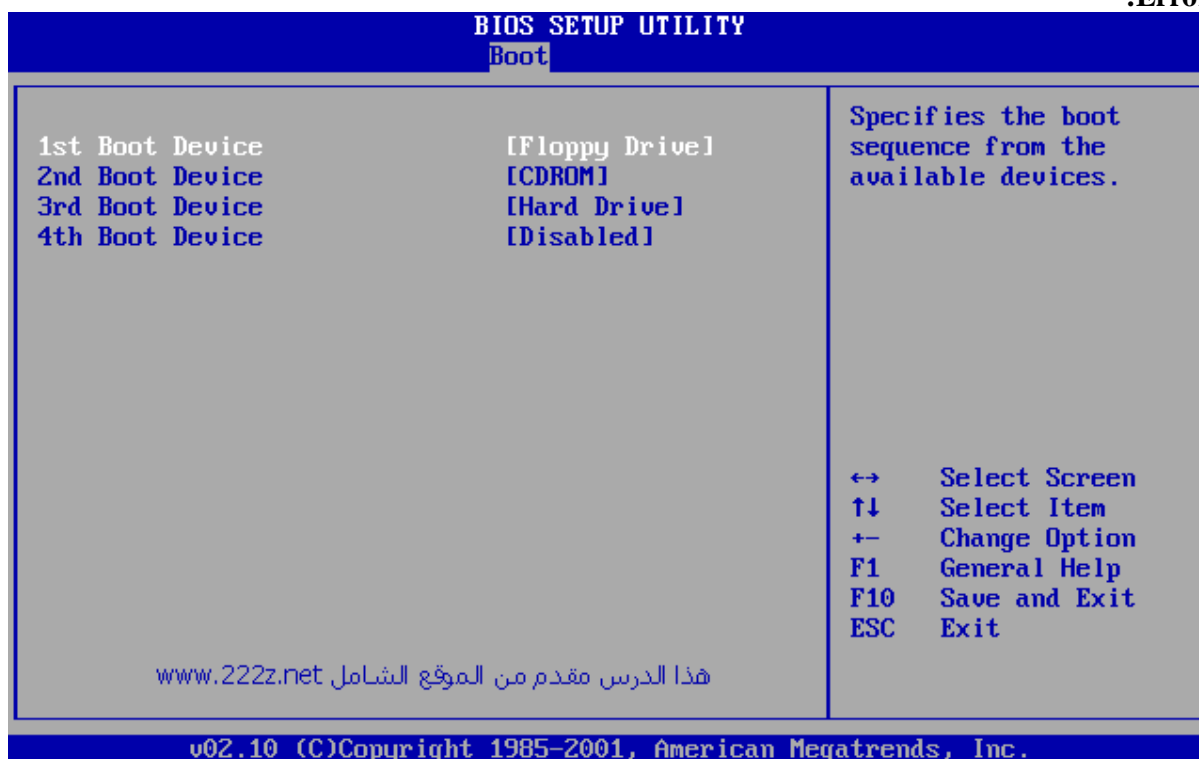 BIOS SETUP UTILITY
Boot
1st Boot Device [Floppy Drive]
2nd Boot Device [CDROM]
3rd Boot Device [Hard Drive]
4th Boot Device [Disabled]
Specifies the boot
sequence from the
available devices.
←→ Select Screen
↑↓ Select Item
+- Change Option
F1 General Help
F10 Save and Exit
ESC Exit
هذا الدرس مقدم من الموقع الشامل www.222z.net
v02.10 (C)Copyright 1985-2001, American Megatrends, Inc.